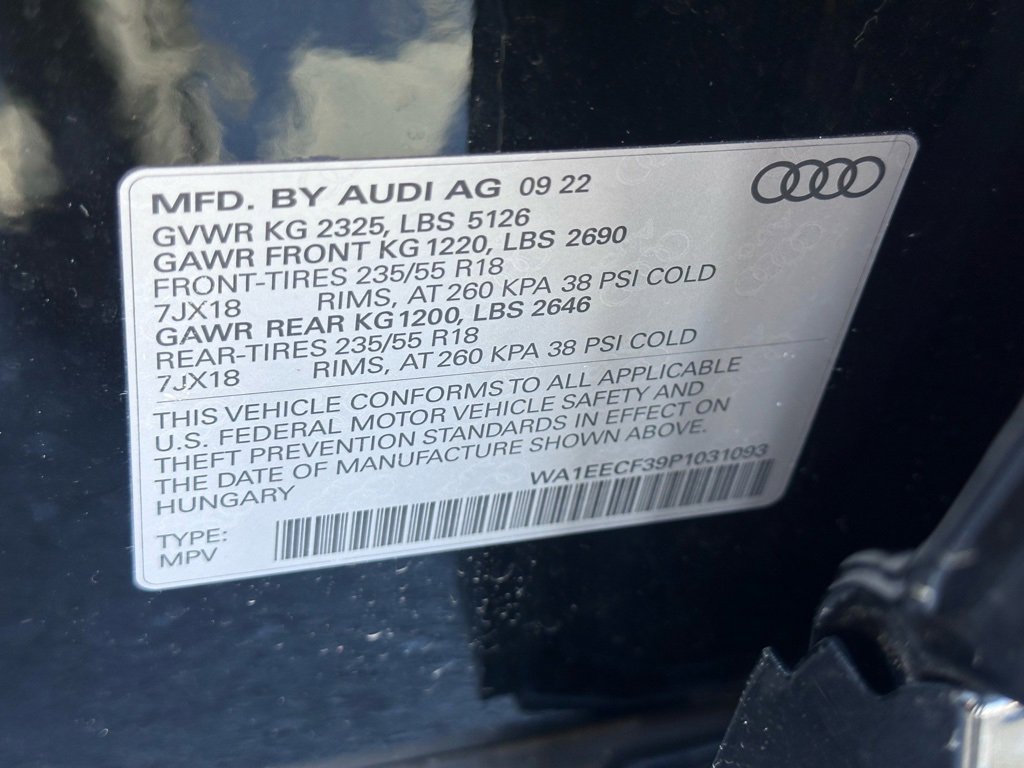 MFD. BY AUDI AG 09 22
GVWR KG 2325, LBS 5126
GAWR FRONT KG 1220, LBS 2690
FRONT-TIRES 235/55 R18
7JX18 RIMS, AT 260 KPA 38 PSI COLD
GAWR REAR KG 1200, LBS 2646
REAR-TIRES 235/55 R18
7JX18 RIMS, AT 260 KPA 38 PSI COLD
THIS VEHICLE CONFORMS TO ALL APPLICABLE
U.S. FEDERAL MOTOR VEHICLE SAFETY AND
THEFT PREVENTION STANDARDS IN EFFECT ON
THE DATE OF MANUFACTURE SHOWN ABOVE.
HUNGARY
WA1EECF39P1031093
TYPE:
MPV